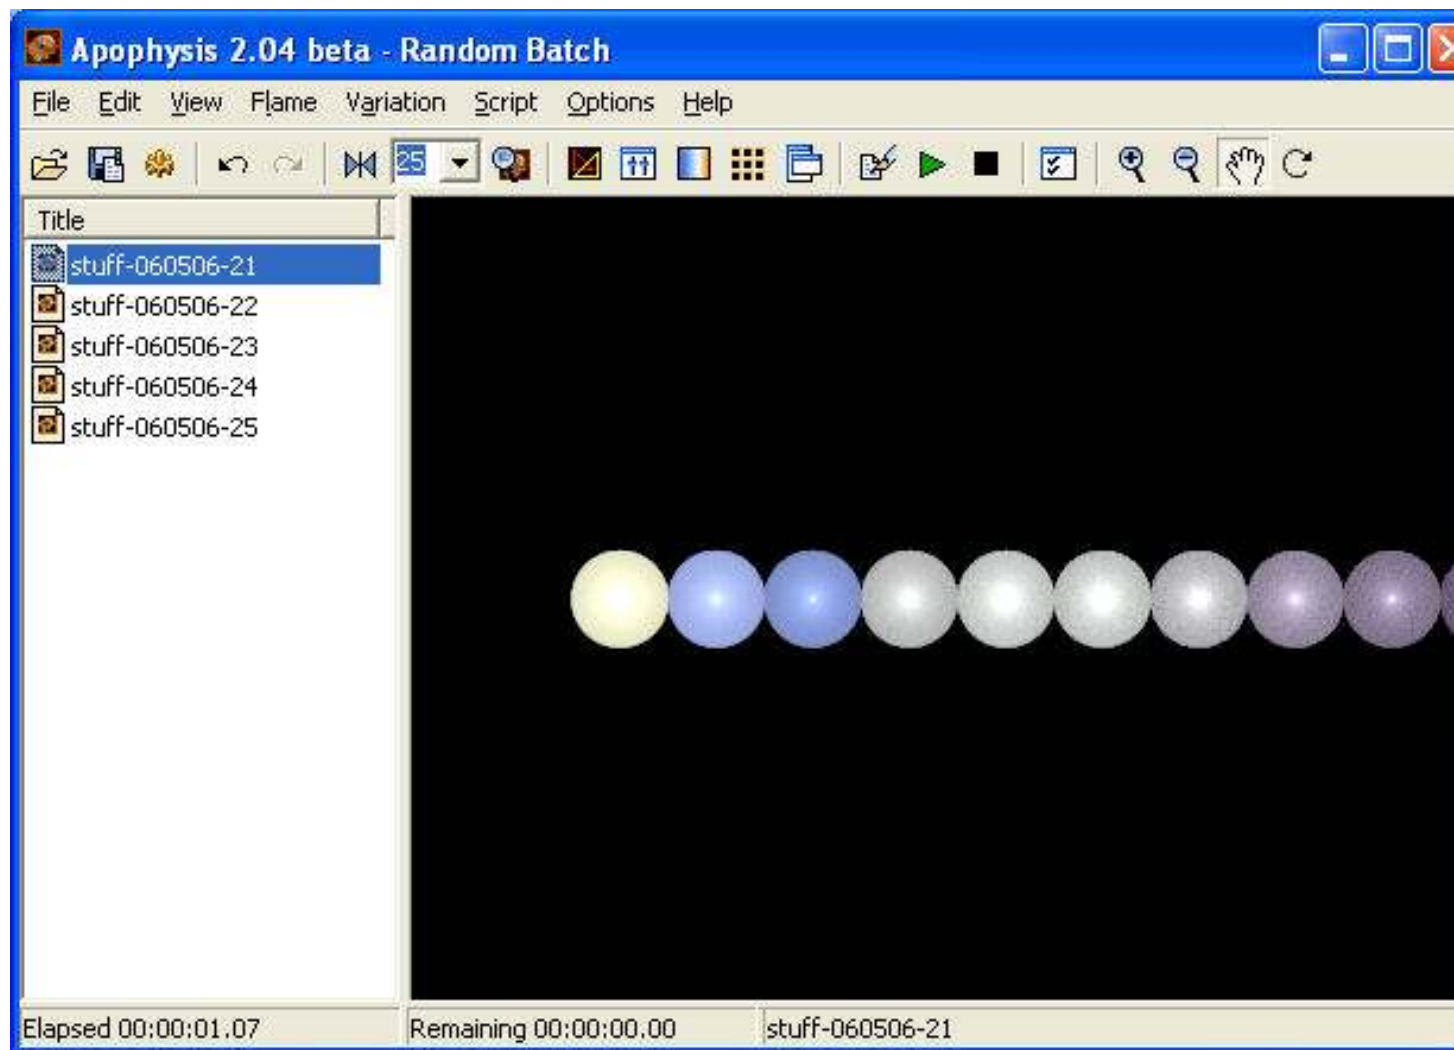 Apophysis 2.04 beta - Random Batch
File Edit View Flame Variation Script Options Help
25
Title
stuff-060506-21
stuff-060506-22
stuff-060506-23
stuff-060506-24
stuff-060506-25
Elapsed 00:00:01.07 Remaining 00:00:00.00 stuff-060506-21